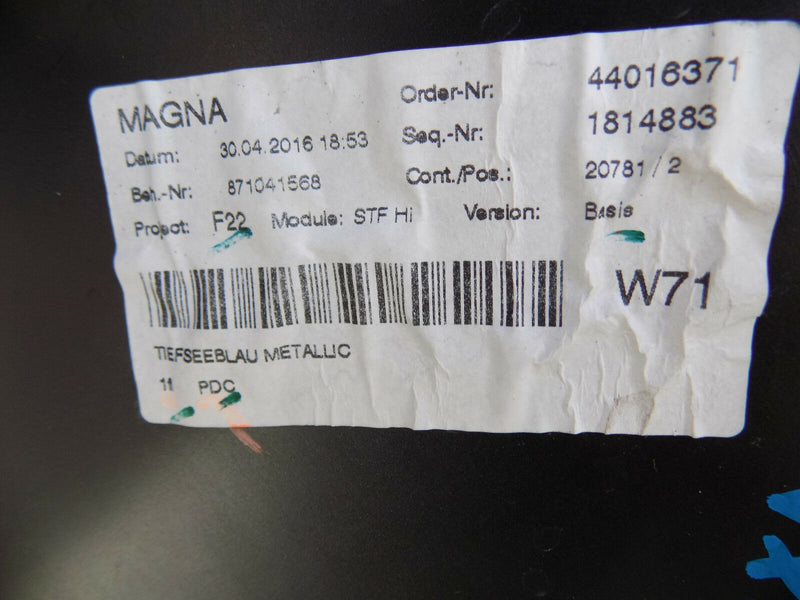 MAGNA
Order-Nr: 44016371
Datum: 30.04.2016 18:53
Seq.-Nr: 1814883
Beh.-Nr: 871041568
Cont./Pos.: 20781 / 2
Project: F22 Module: STF Hi Version: Basis
W71
TIEFSEEBLAU METALLIC
11 PDC